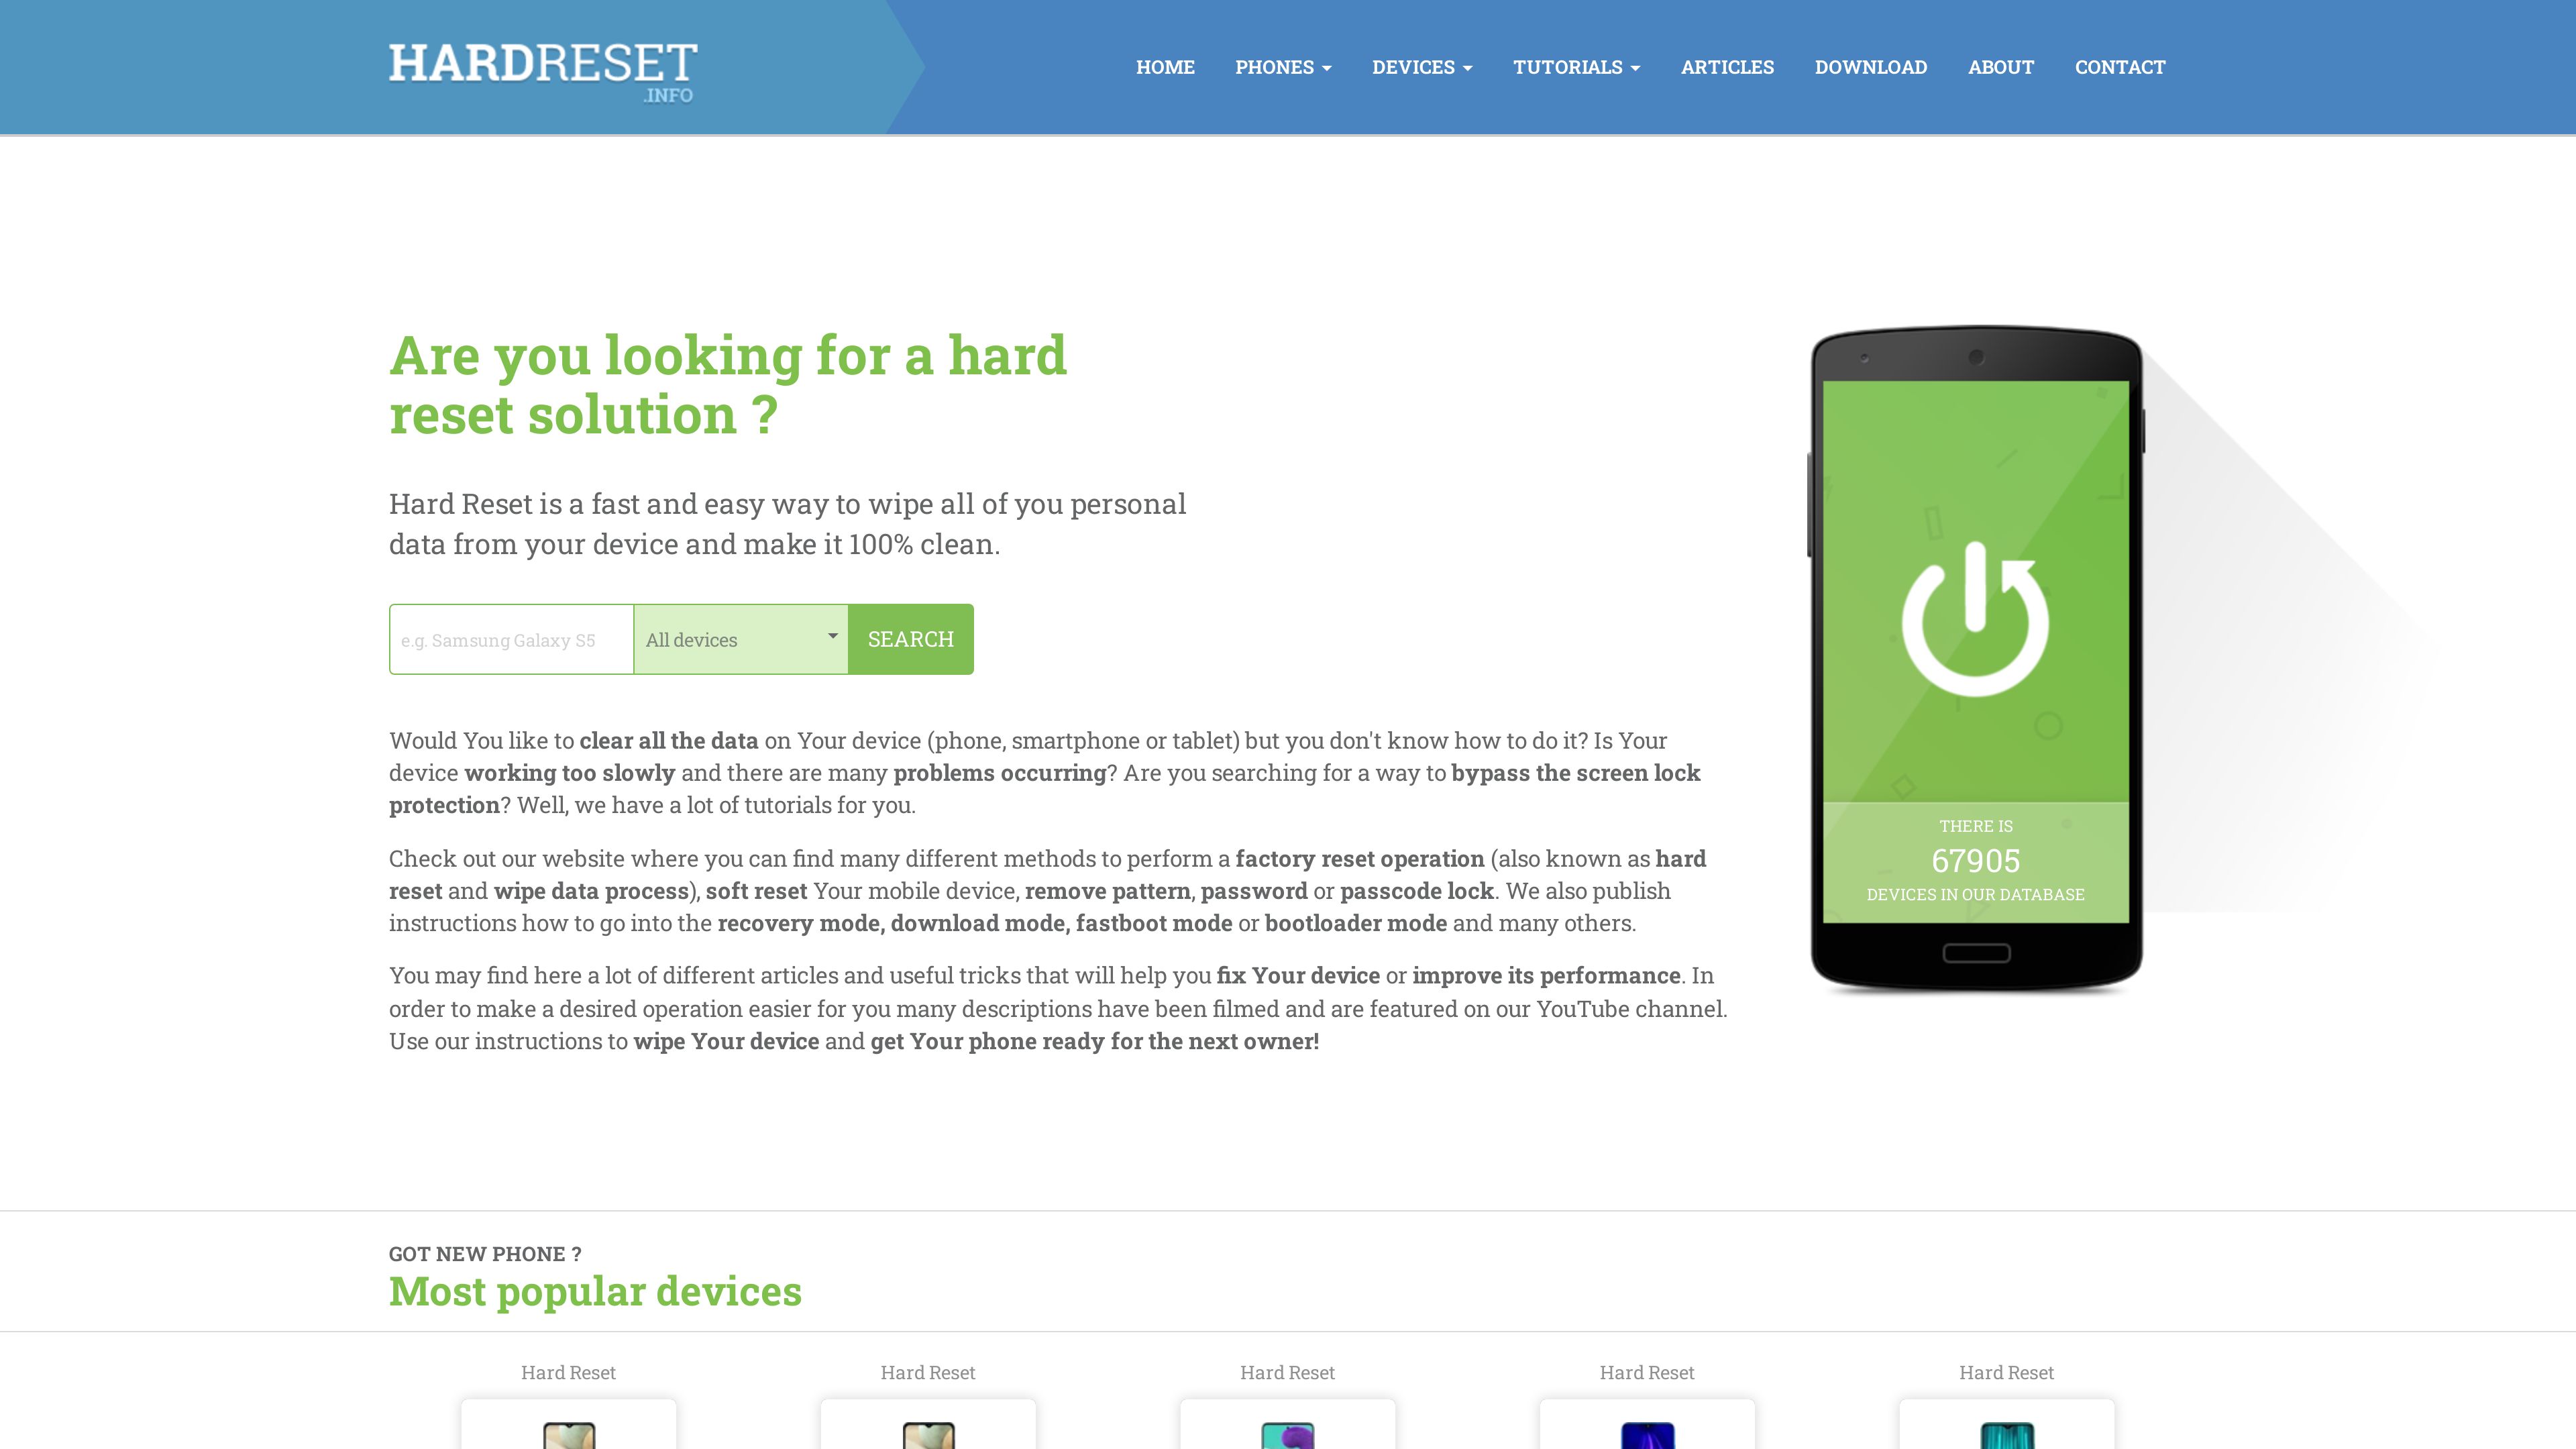 HARDRESET
.INFO
HOME PHONES DEVICES TUTORIALS ARTICLES DOWNLOAD ABOUT CONTACT
Are you looking for a hard
reset solution ?
Hard Reset is a fast and easy way to wipe all of you personal
data from your device and make it 100% clean.
e.g. Samsung Galaxy S5 All devices SEARCH
Would You like to clear all the data on Your device (phone, smartphone or tablet) but you don't know how to do it? Is Your
device working too slowly and there are many problems occurring? Are you searching for a way to bypass the screen lock
protection? Well, we have a lot of tutorials for you.
Check out our website where you can find many different methods to perform a factory reset operation (also known as hard
reset and wipe data process), soft reset Your mobile device, remove pattern, password or passcode lock. We also publish
instructions how to go into the recovery mode, download mode, fastboot mode or bootloader mode and many others.
You may find here a lot of different articles and useful tricks that will help you fix Your device or improve its performance. In
order to make a desired operation easier for you many descriptions have been filmed and are featured on our YouTube channel.
Use our instructions to wipe Your device and get Your phone ready for the next owner!
THERE IS
67905
DEVICES IN OUR DATABASE
GOT NEW PHONE ?
Most popular devices
Hard Reset Hard Reset Hard Reset Hard Reset Hard Reset